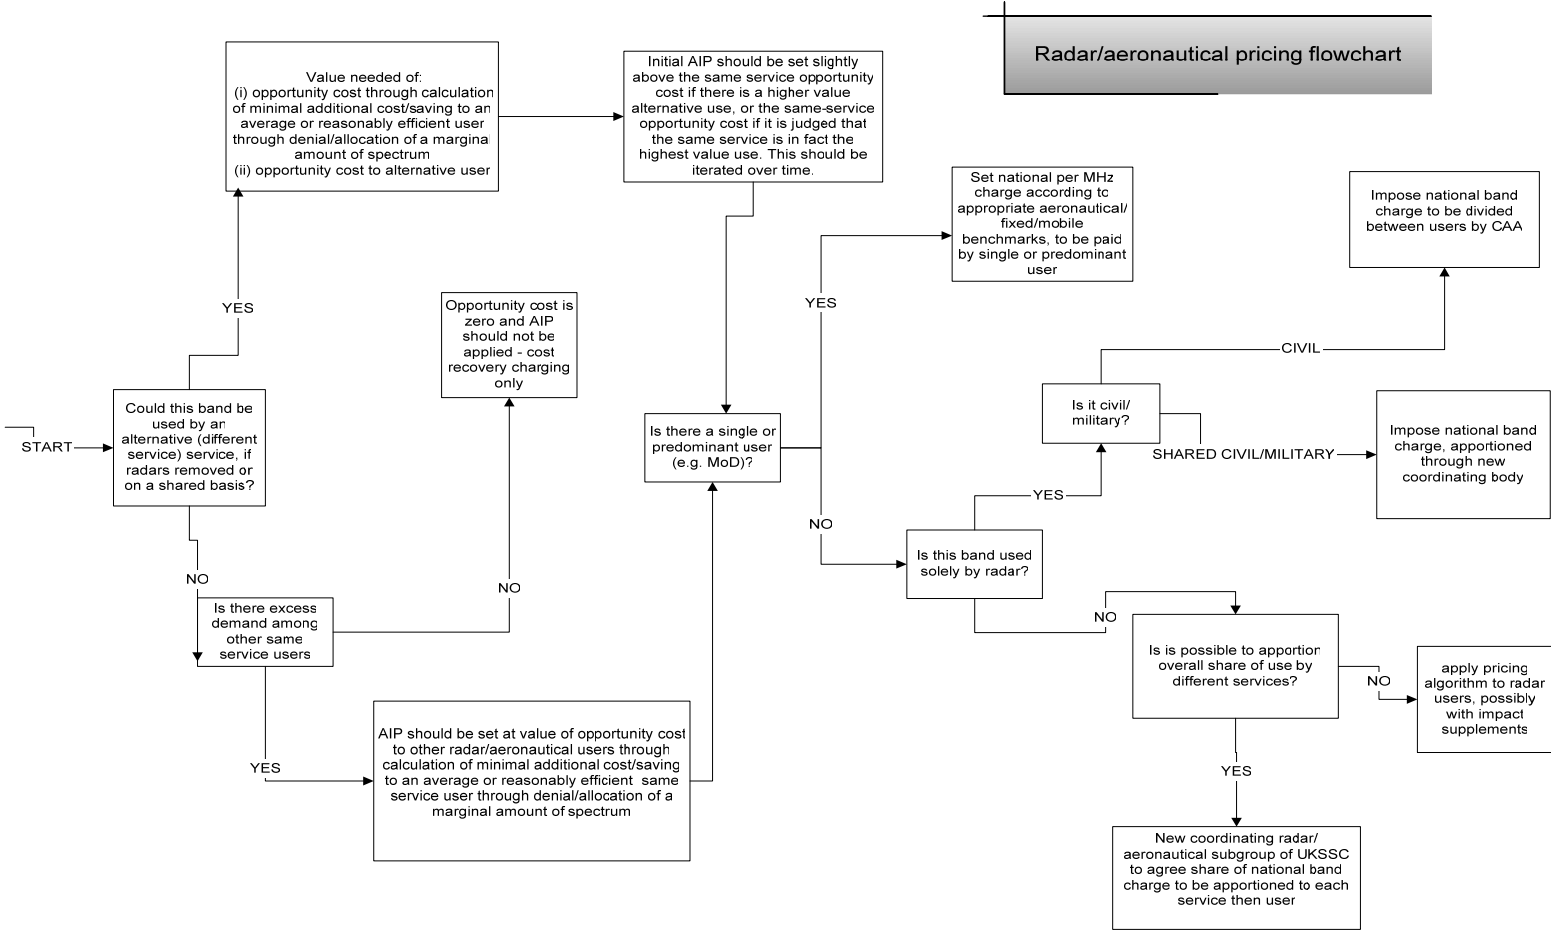 Radar/aeronautical pricing flowchart
Value needed of:
(i) opportunity cost through calculation
of minimal additional cost/saving to an
average or reasonably efficient user
through denial/allocation of a marginal
amount of spectrum
(ii) opportunity cost to alternative user
Initial AIP should be set slightly
above the same service opportunity
cost if there is a higher value
alternative use, or the same-service
opportunity cost if it is judged that
the same service is in fact the
highest value use. This should be
iterated over time.
Set national per MHz
charge according to
appropriate aeronautical/
fixed/mobile
benchmarks, to be paid
by single or predominant
user
Impose national band
charge to be divided
between users by CAA
YES
Opportunity cost is
zero and AIP
should not be
applied - cost
recovery charging
only
YES
CIVIL
START
Could this band be
used by an
alternative (different
service) service, if
radars removed or
on a shared basis?
Is there a single or
predominant user
(e.g. MoD)?
Is it civil/
military?
SHARED CIVIL/MILITARY
Impose national band
charge, apportioned
through new
coordinating body
YES
NO
Is this band used
solely by radar?
NO
NO
Is there excess
demand among
other same
service users
NO
Is is possible to apportion
overall share of use by
different services?
NO
apply pricing
algorithm to radar
users, possibly
with impact
supplements
YES
AIP should be set at value of opportunity cost
to other radar/aeronautical users through
calculation of minimal additional cost/saving
to an average or reasonably efficient same
service user through denial/allocation of a
marginal amount of spectrum
YES
New coordinating radar/
aeronautical subgroup of UKSSC
to agree share of national band
charge to be apportioned to each
service then user